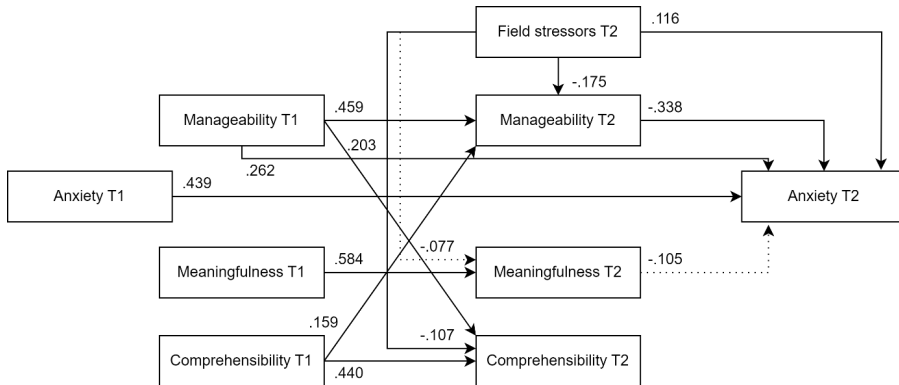 Field stressors T2
.116
-.175
Manageability T1
.459
Manageability T2
-.338
.203
.262
Anxiety T1
.439
Anxiety T2
-.077
Meaningfulness T1
.584
Meaningfulness T2
-.105
.159
-.107
Comprehensibility T1
.440
Comprehensibility T2